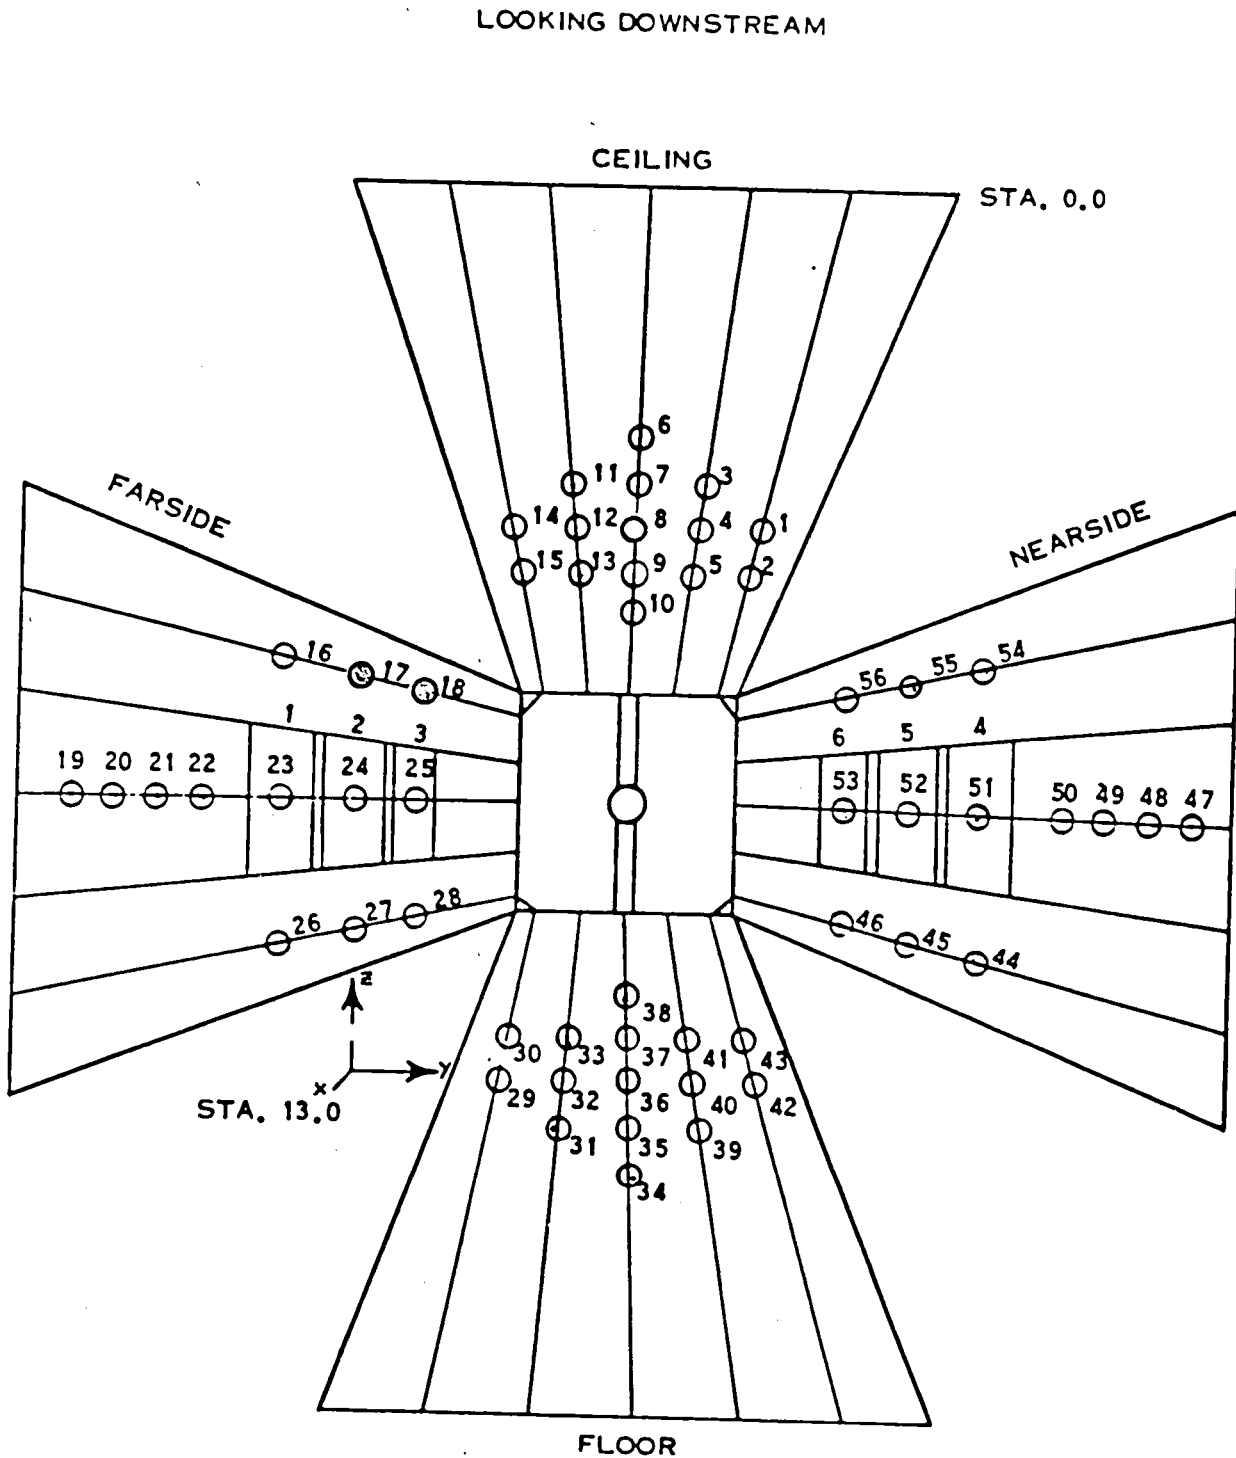 LOOKING DOWNSTREAM
CEILING
STA. 0.0
6
11 7 3
14 12 8 4 1
15 13 9 5 2
10
FARSIDE
NEARSIDE
16 17 18
56 55 54
1 2 3
6 5 4
19 20 21 22 23 24 25
53 52 51 50 49 48 47
26 27 28
46 45 44
Z
Y
X
STA. 13.0
38
30 33 37 41 43
29 32 36 40 42
31 35 39
34
FLOOR